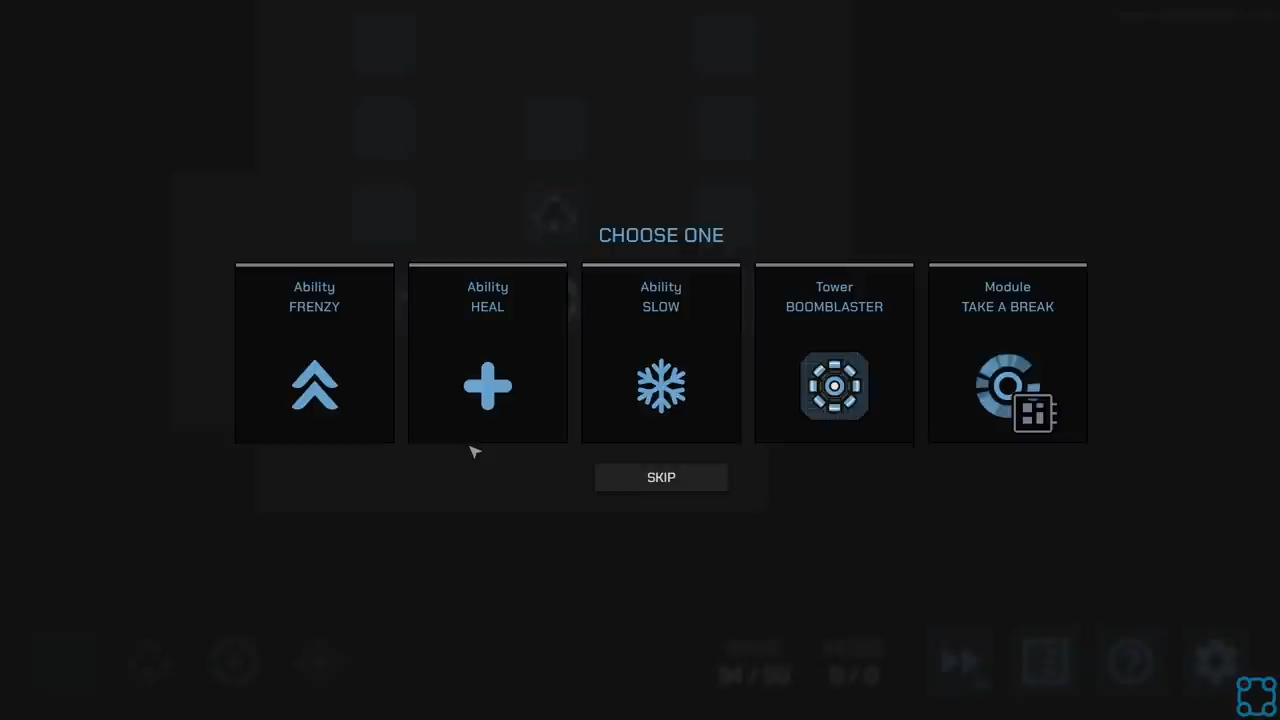 CHOOSE ONE
Ability
FRENZY
Ability
HEAL
Ability
SLOW
Tower
BOOMBLASTER
Module
TAKE A BREAK
SKIP